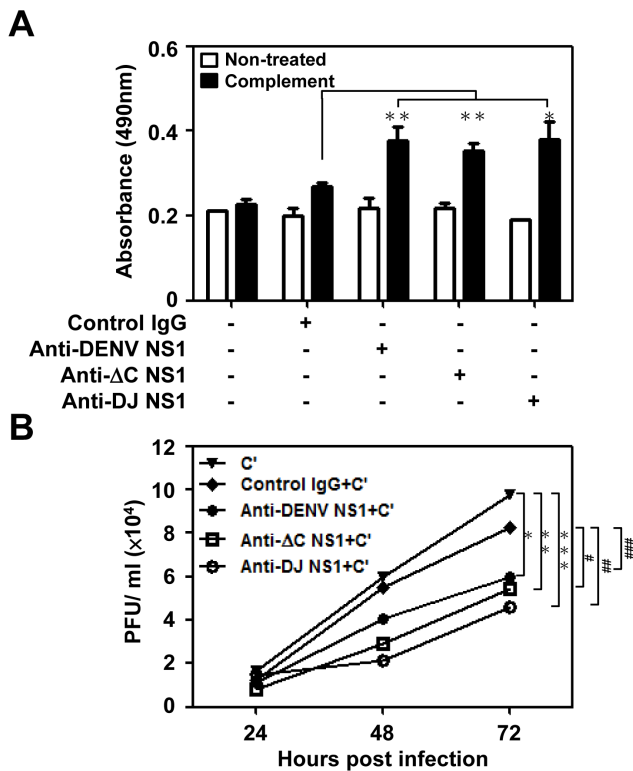 A
0.6
0.4
0.2
0
Absorbance (490nm)
Non-treated
Complement
**
**
*
Control IgG - + - - -
Anti-DENV NS1 - - + - -
Anti-ΔC NS1 - - - + -
Anti-DJ NS1 - - - - +
B
12
10
8
6
4
2
0
PFU/ ml (×10⁴)
C'
Control IgG+C'
Anti-DENV NS1+C'
Anti-ΔC NS1+C'
Anti-DJ NS1+C'
*
**
***
#
##
###
24 48 72
Hours post infection